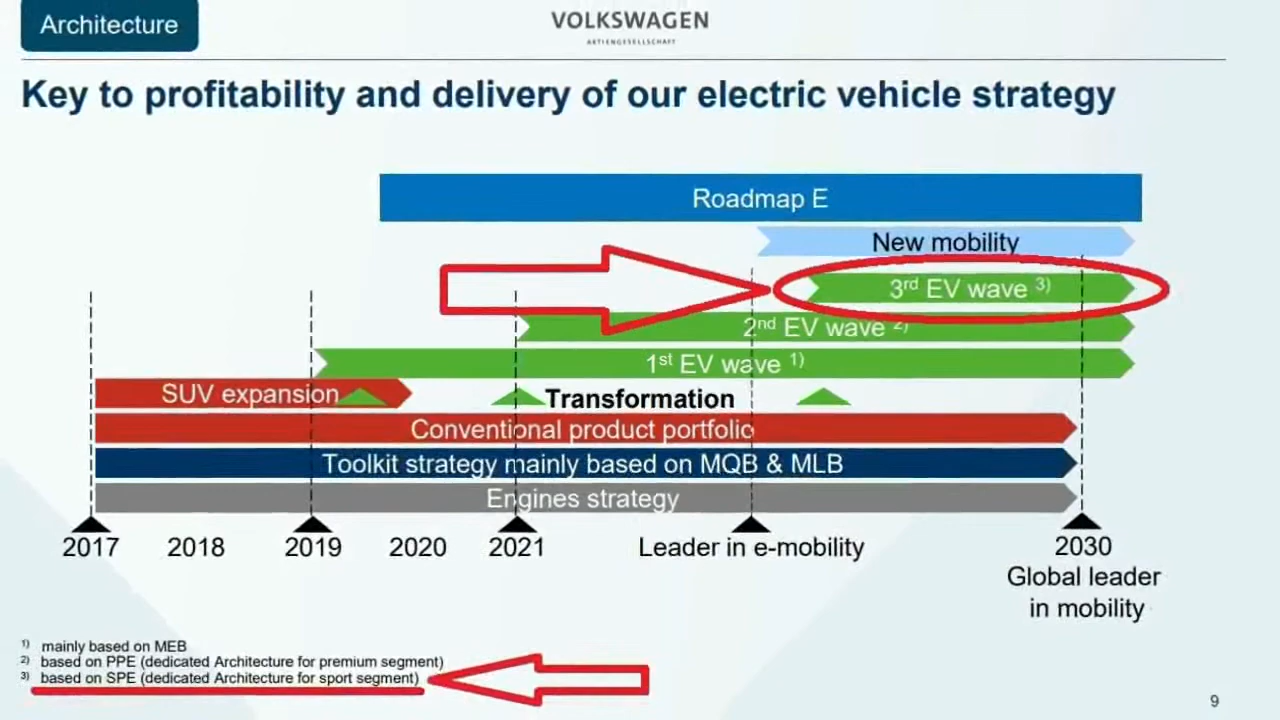 Architecture
VOLKSWAGEN
AKTIENGESELLSCHAFT
Key to profitability and delivery of our electric vehicle strategy
Roadmap E
New mobility
3rd EV wave 3)
2nd EV wave 2)
1st EV wave 1)
SUV expansion
Transformation
Conventional product portfolio
Toolkit strategy mainly based on MQB & MLB
Engines strategy
2017 2018 2019 2020 2021 Leader in e-mobility 2030
Global leader
in mobility
1) mainly based on MEB
2) based on PPE (dedicated Architecture for premium segment)
3) based on SPE (dedicated Architecture for sport segment)
9